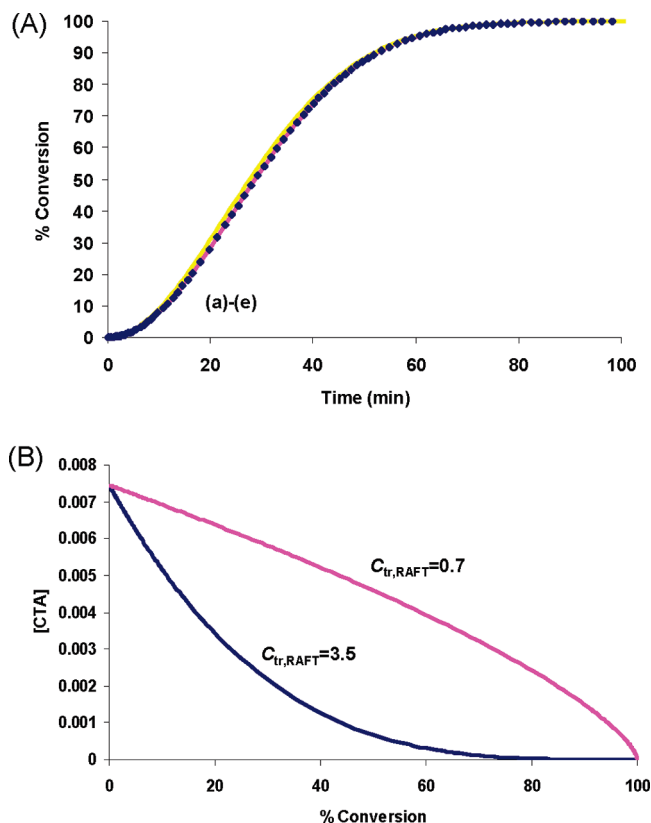 (A)
100
90
80
70
60
50
40
30
20
10
0
% Conversion
(a)-(e)
0 20 40 60 80 100
Time (min)
(B)
0.008
0.007
0.006
0.005
0.004
0.003
0.002
0.001
0
[CTA]
Ctr,RAFT=0.7
Ctr,RAFT=3.5
0 20 40 60 80 100
% Conversion